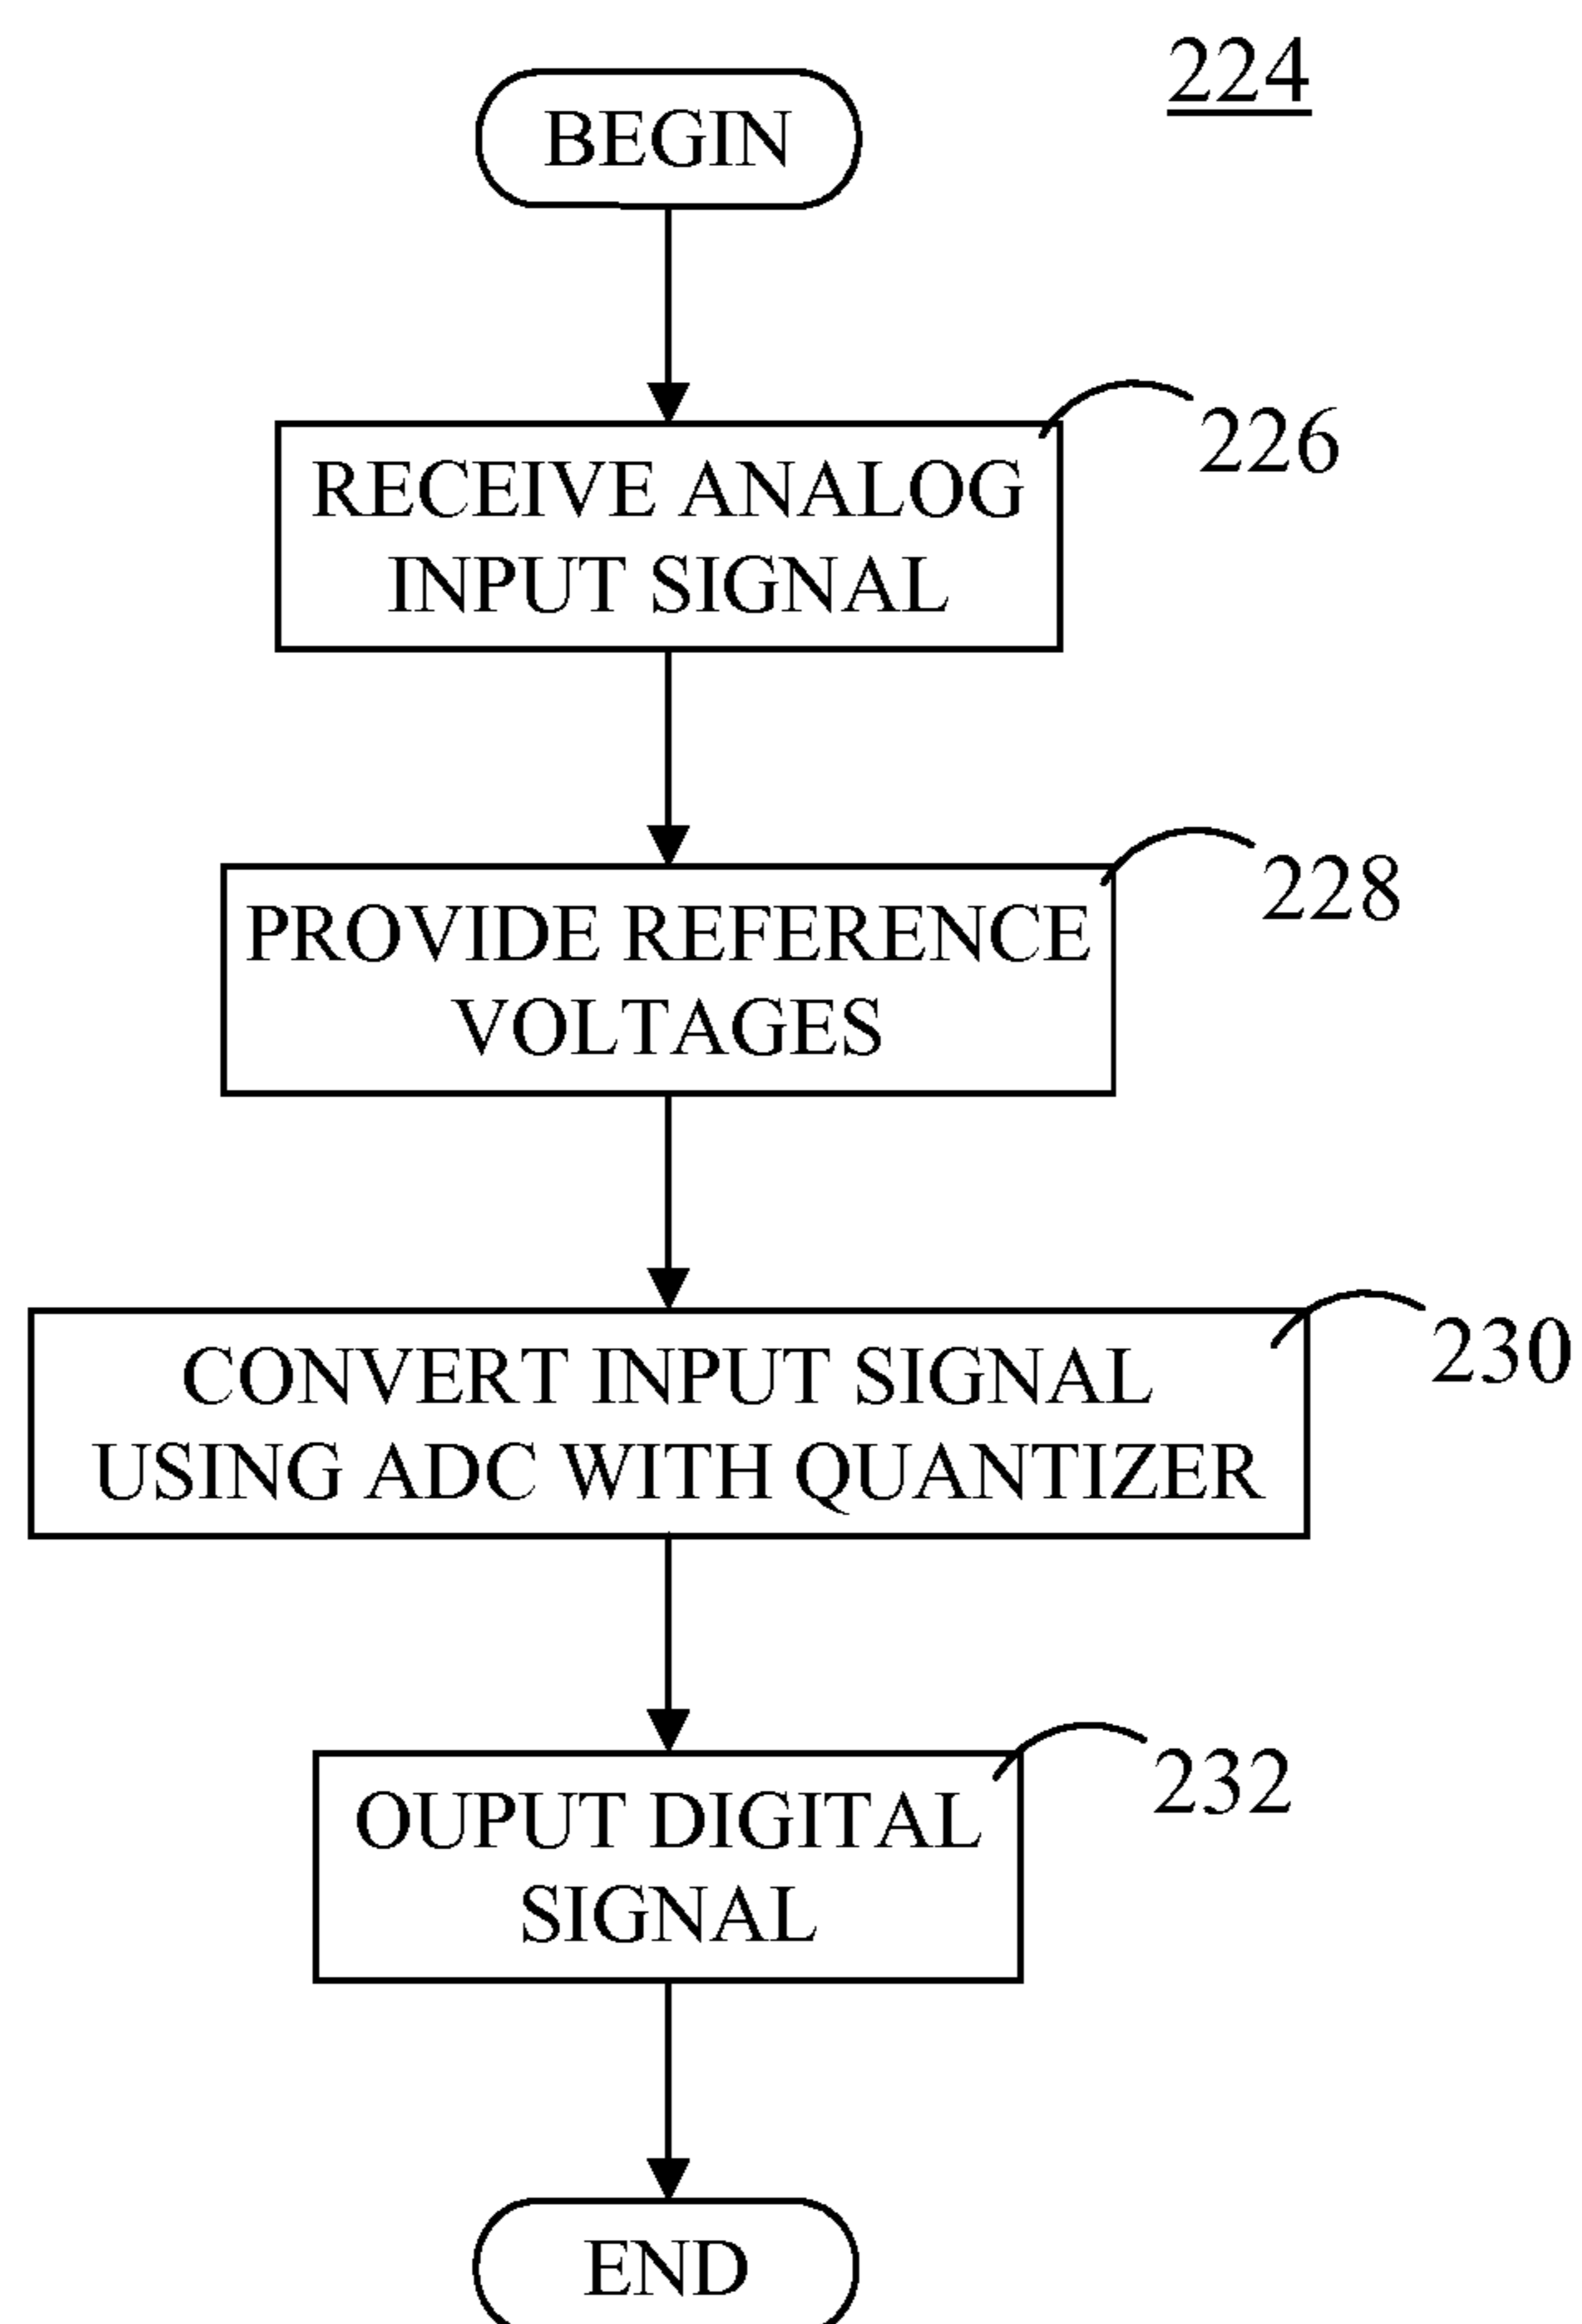 224
BEGIN
RECEIVE ANALOG
INPUT SIGNAL
226
PROVIDE REFERENCE
VOLTAGES
228
CONVERT INPUT SIGNAL
USING ADC WITH QUANTIZER
230
OUPUT DIGITAL
SIGNAL
232
END